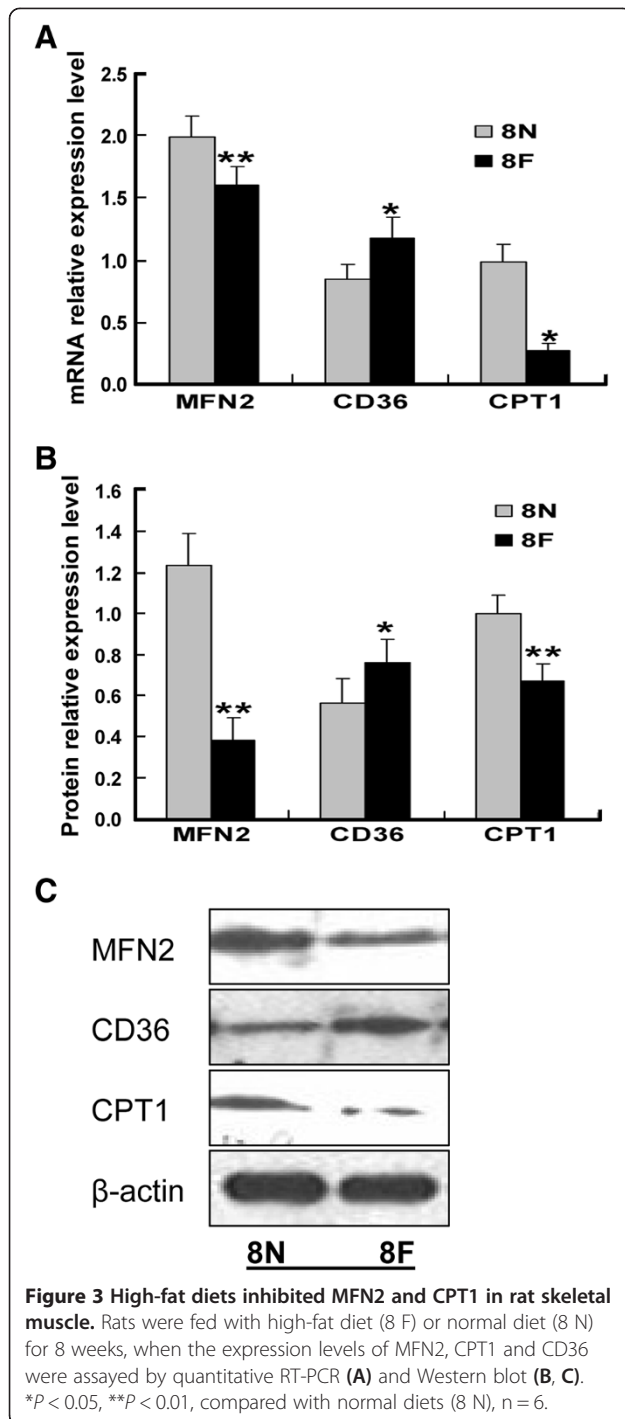 A
mRNA relative expression level
2.5
2.0
1.5
1.0
0.5
0.0
8N
8F
**
*
*
MFN2 CD36 CPT1
B
Protein relative expression level
1.6
1.4
1.2
1.0
0.8
0.6
0.4
0.2
0.0
8N
8F
**
*
**
MFN2 CD36 CPT1
C
MFN2
CD36
CPT1
β-actin
8N 8F
Figure 3 High-fat diets inhibited MFN2 and CPT1 in rat skeletal
muscle. Rats were fed with high-fat diet (8 F) or normal diet (8 N)
for 8 weeks, when the expression levels of MFN2, CPT1 and CD36
were assayed by quantitative RT-PCR (A) and Western blot (B, C).
*P < 0.05, **P < 0.01, compared with normal diets (8 N), n = 6.